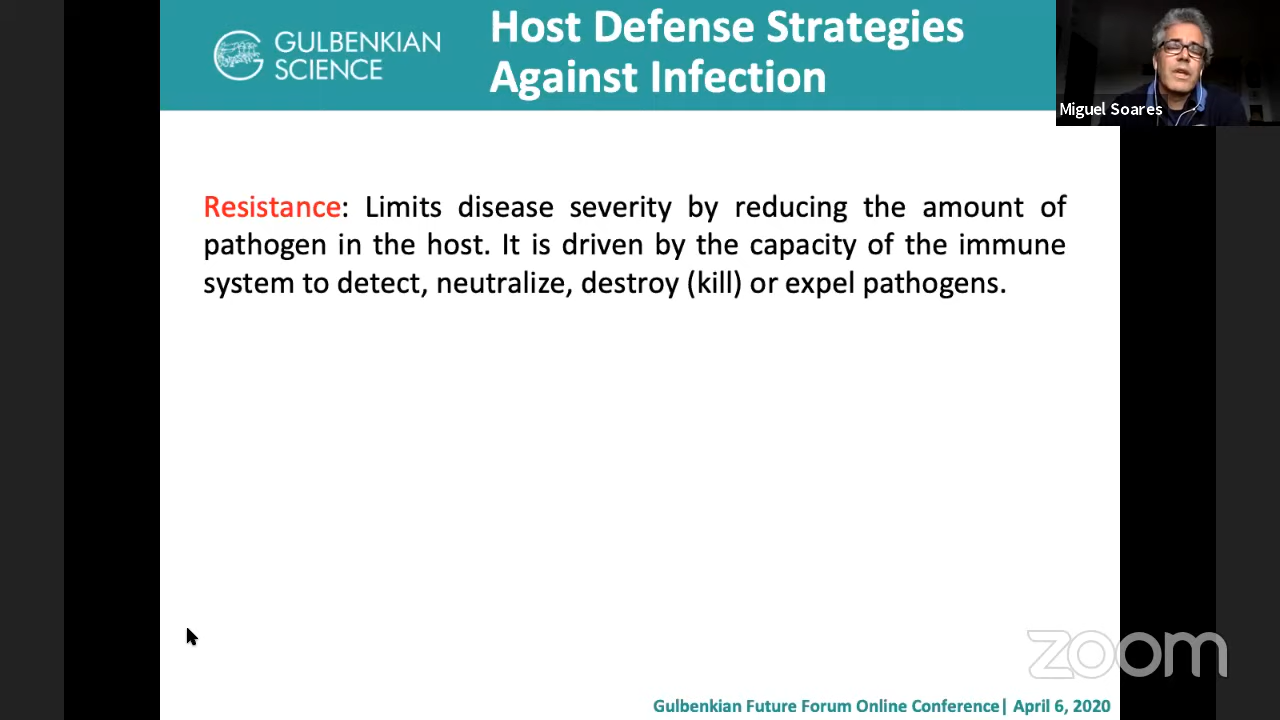 GULBENKIAN
SCIENCE
Host Defense Strategies
Against Infection
Miguel Soares
Resistance: Limits disease severity by reducing the amount of
pathogen in the host. It is driven by the capacity of the immune
system to detect, neutralize, destroy (kill) or expel pathogens.
zoom
Gulbenkian Future Forum Online Conference| April 6, 2020